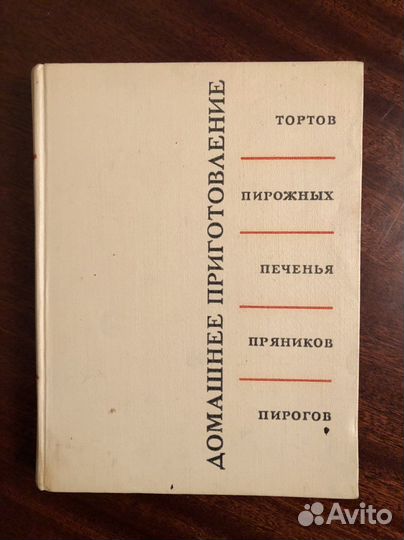 ДОМАШНЕЕ ПРИГОТОВЛЕНИЕ
ТОРТОВ
ПИРОЖНЫХ
ПЕЧЕНЬЯ
ПРЯНИКОВ
ПИРОГОВ
Avito